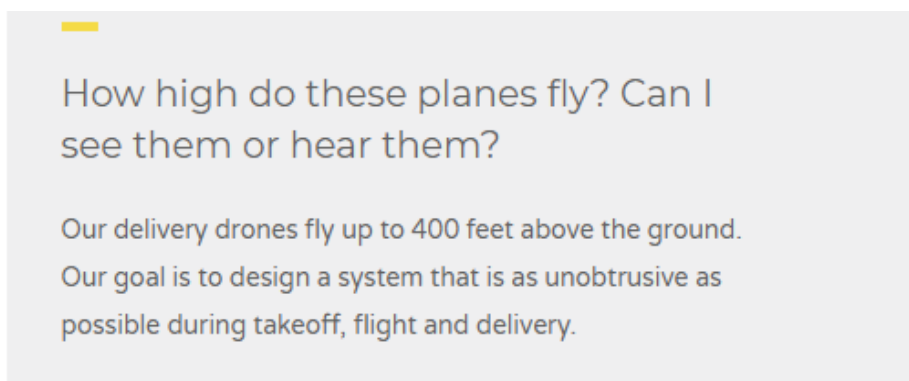 How high do these planes fly? Can I
see them or hear them?
Our delivery drones fly up to 400 feet above the ground.
Our goal is to design a system that is as unobtrusive as
possible during takeoff, flight and delivery.